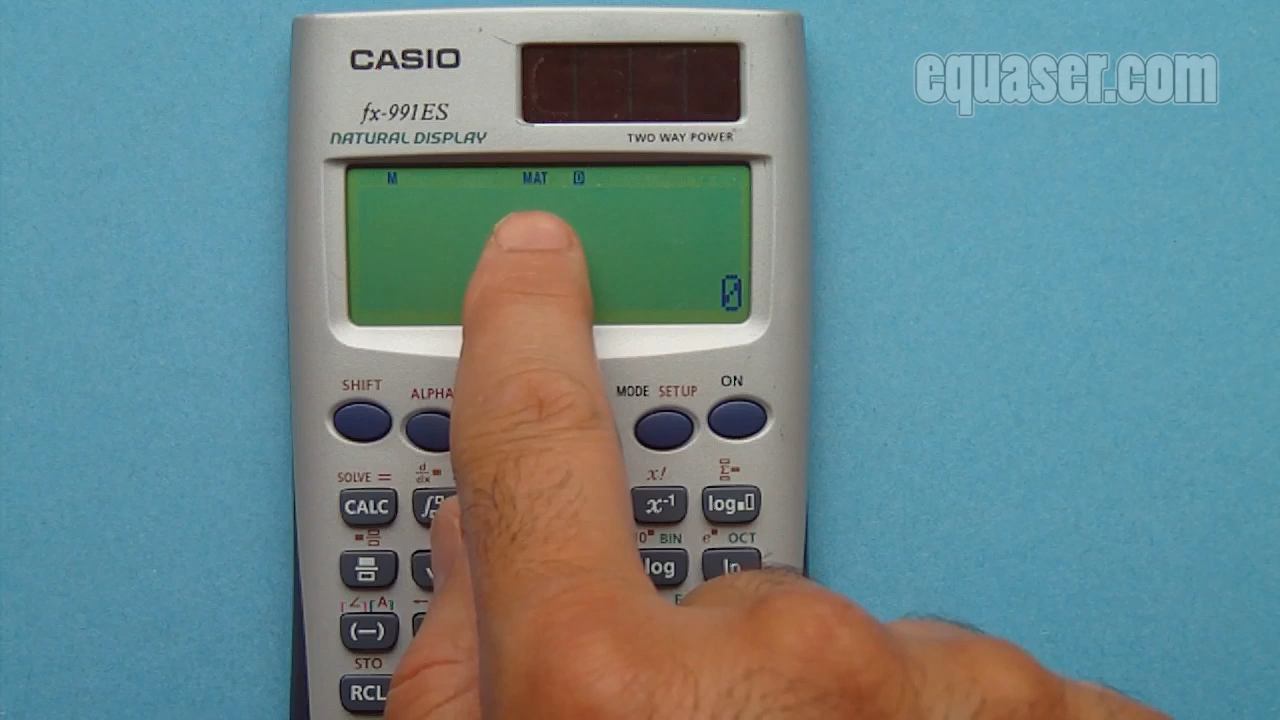 equaser.com
CASIO
fx-991ES
NATURAL DISPLAY
TWO WAY POWER
M MAT D
0
SHIFT ALPHA MODE SETUP ON
SOLVE = d/dx x! Σ
CALC x⁻¹ log
BIN e OCT
log ln
(−)
STO
RCL